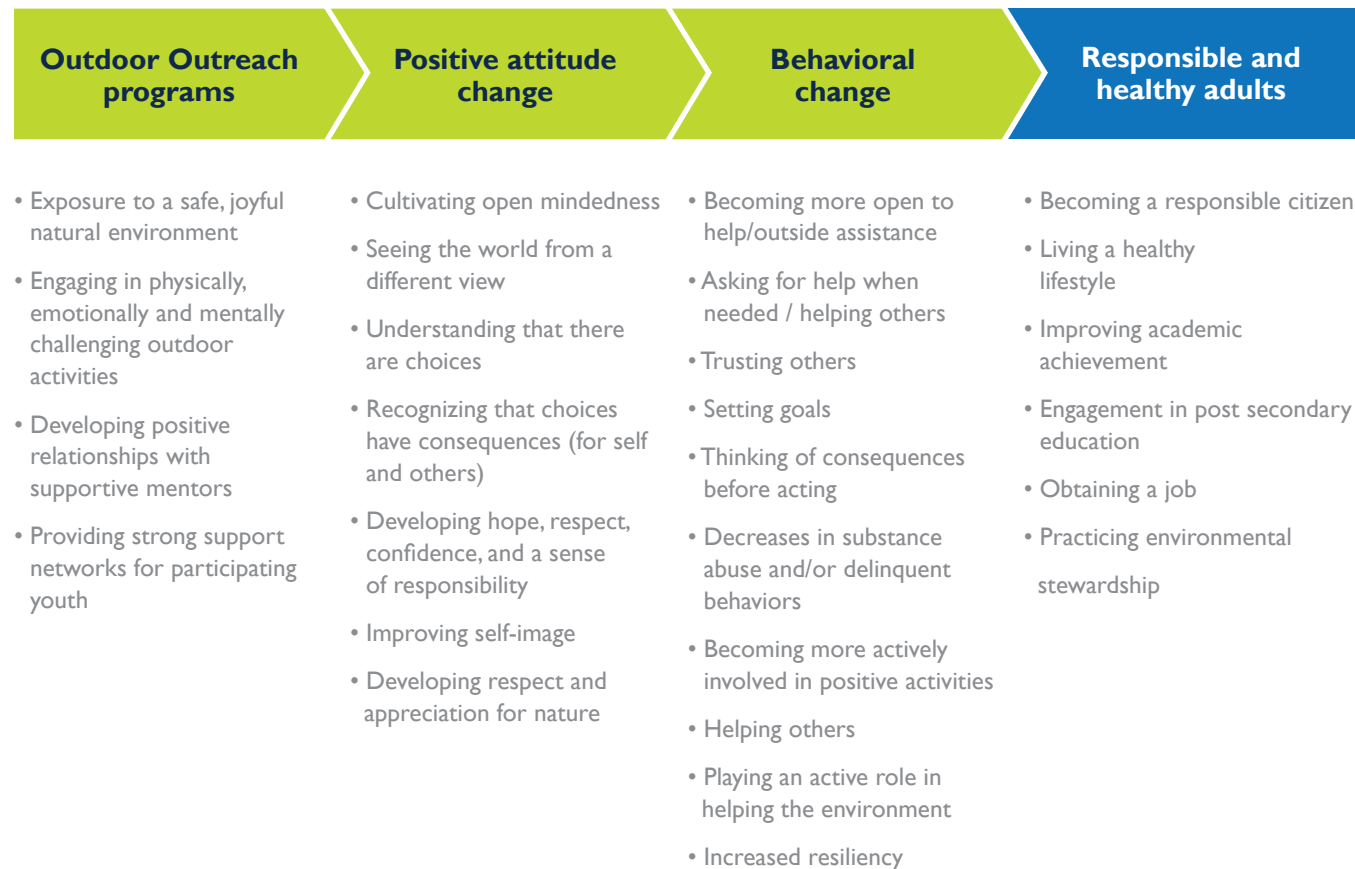 Outdoor Outreach
programs
Positive attitude
change
Behavioral
change
Responsible and
healthy adults
• Exposure to a safe, joyful
natural environment
• Engaging in physically,
emotionally and mentally
challenging outdoor
activities
• Developing positive
relationships with
supportive mentors
• Providing strong support
networks for participating
youth
• Cultivating open mindedness
• Seeing the world from a
different view
• Understanding that there
are choices
• Recognizing that choices
have consequences (for self
and others)
• Developing hope, respect,
confidence, and a sense
of responsibility
• Improving self-image
• Developing respect and
appreciation for nature
• Becoming more open to
help/outside assistance
• Asking for help when
needed / helping others
• Trusting others
• Setting goals
• Thinking of consequences
before acting
• Decreases in substance
abuse and/or delinquent
behaviors
• Becoming more actively
involved in positive activities
• Helping others
• Playing an active role in
helping the environment
• Increased resiliency
• Becoming a responsible citizen
• Living a healthy
lifestyle
• Improving academic
achievement
• Engagement in post secondary
education
• Obtaining a job
• Practicing environmental
stewardship